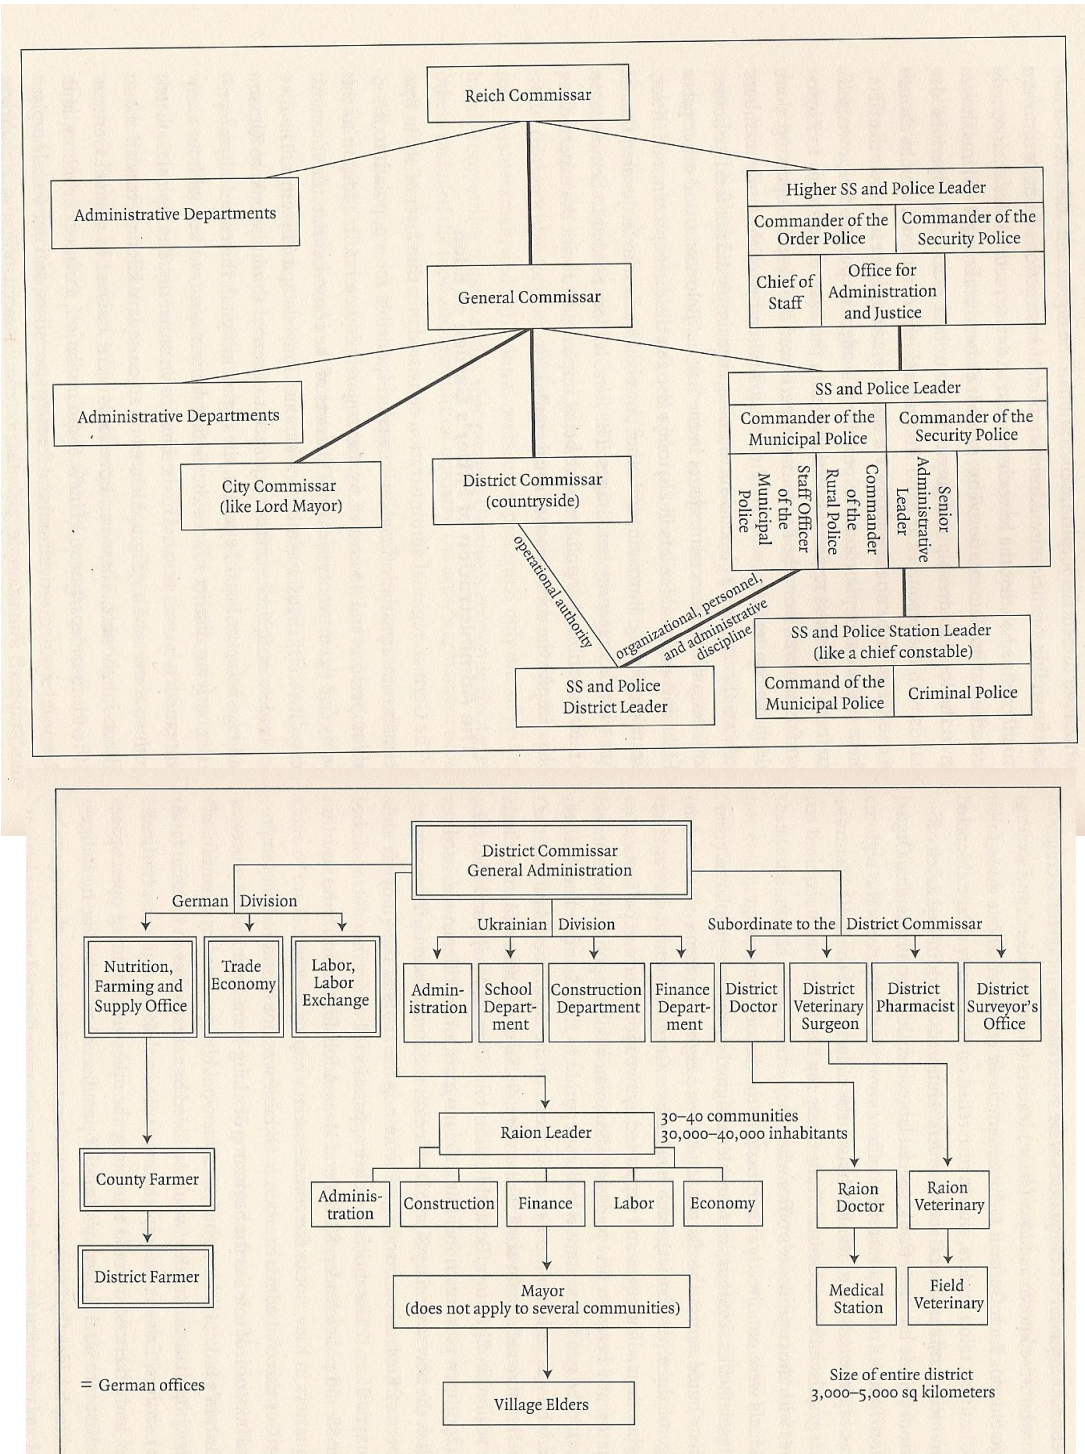 Reich Commissar
Administrative Departments
Higher SS and Police Leader
Commander of the
Order Police
Commander of the
Security Police
Chief of
Staff
Office for
Administration
and Justice
General Commissar
Administrative Departments
SS and Police Leader
Commander of the
Municipal Police
Commander of the
Security Police
Staff Officer
of the
Municipal
Police
Commander
of the
Rural Police
Senior
Administrative
Leader
City Commissar
(like Lord Mayor)
District Commissar
(countryside)
operational authority
organizational, personnel,
and administrative
discipline
SS and Police
District Leader
SS and Police Station Leader
(like a chief constable)
Command of the
Municipal Police
Criminal Police
District Commissar
General Administration
German Division
Ukrainian Division
Subordinate to the District Commissar
Nutrition,
Farming and
Supply Office
Trade
Economy
Labor,
Labor
Exchange
Admin-
istration
School
Depart-
ment
Construction
Department
Finance
Depart-
ment
District
Doctor
District
Veterinary
Surgeon
District
Pharmacist
District
Surveyor's
Office
Raion Leader
30–40 communities
30,000–40,000 inhabitants
County Farmer
District Farmer
Adminis-
tration
Construction
Finance
Labor
Economy
Raion
Doctor
Raion
Veterinary
Mayor
(does not apply to several communities)
Medical
Station
Field
Veterinary
Village Elders
= German offices
Size of entire district
3,000–5,000 sq kilometers